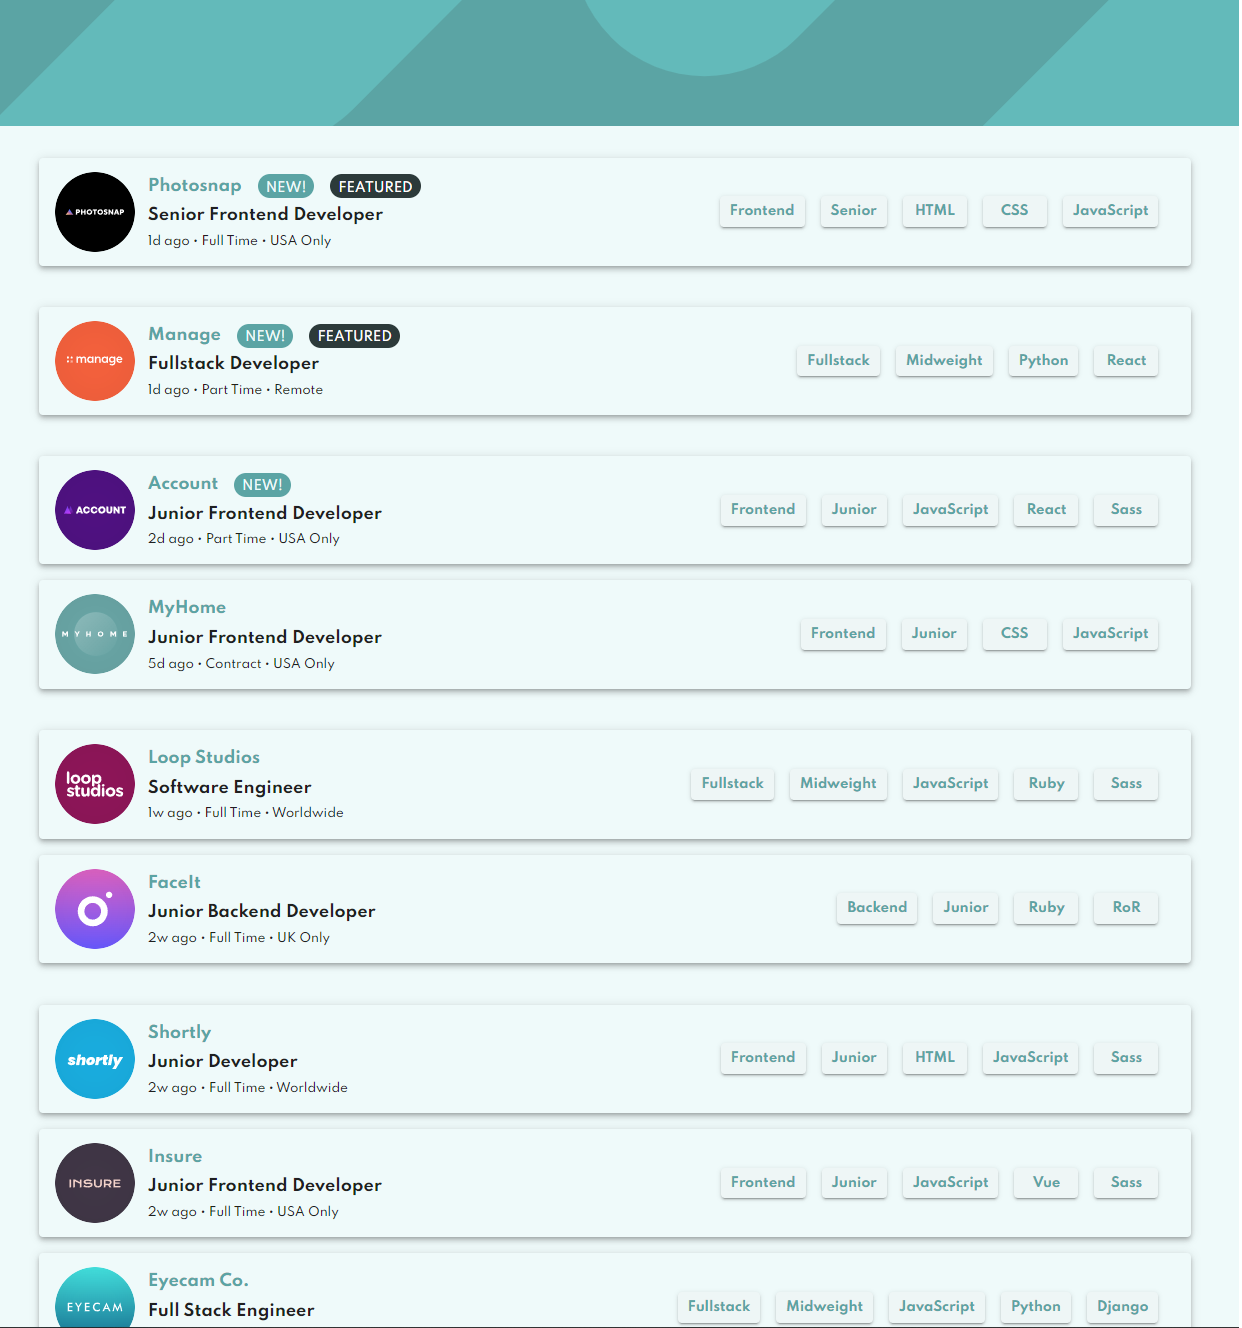 PHOTOSNAP
Photosnap NEW! FEATURED
Senior Frontend Developer
1d ago • Full Time • USA Only
Frontend Senior HTML CSS JavaScript
:: manage
Manage NEW! FEATURED
Fullstack Developer
1d ago • Part Time • Remote
Fullstack Midweight Python React
ACCOUNT
Account NEW!
Junior Frontend Developer
2d ago • Part Time • USA Only
Frontend Junior JavaScript React Sass
MYHOME
MyHome
Junior Frontend Developer
5d ago • Contract • USA Only
Frontend Junior CSS JavaScript
loop
studios
Loop Studios
Software Engineer
1w ago • Full Time • Worldwide
Fullstack Midweight JavaScript Ruby Sass
FaceIt
Junior Backend Developer
2w ago • Full Time • UK Only
Backend Junior Ruby RoR
shortly
Shortly
Junior Developer
2w ago • Full Time • Worldwide
Frontend Junior HTML JavaScript Sass
INSURE
Insure
Junior Frontend Developer
2w ago • Full Time • USA Only
Frontend Junior JavaScript Vue Sass
EYECAM
Eyecam Co.
Full Stack Engineer
Fullstack Midweight JavaScript Python Django